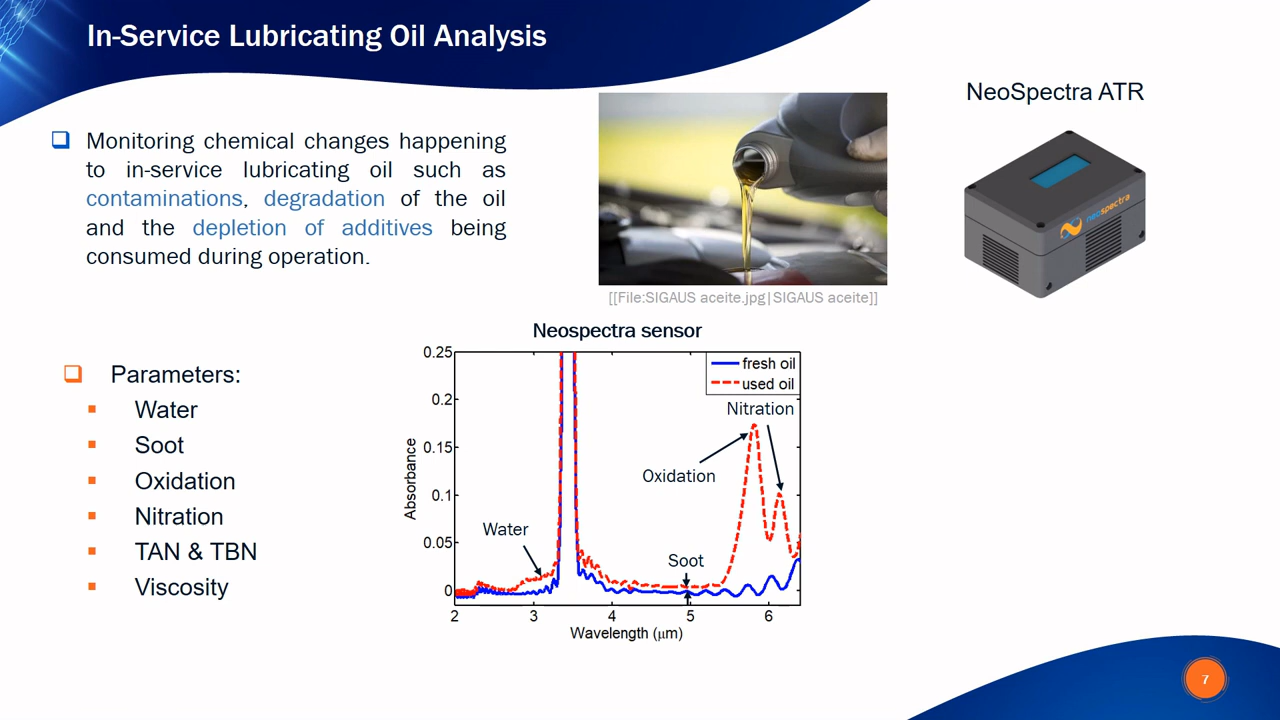 In-Service Lubricating Oil Analysis
NeoSpectra ATR
❑ Monitoring chemical changes happening
to in-service lubricating oil such as
contaminations, degradation of the oil
and the depletion of additives being
consumed during operation.
neospectra
[[File:SIGAUS aceite.jpg|SIGAUS aceite]]
❑ Parameters:
▪ Water
▪ Soot
▪ Oxidation
▪ Nitration
▪ TAN & TBN
▪ Viscosity
Neospectra sensor
fresh oil
used oil
Nitration
Oxidation
Water
Soot
Absorbance
0.25
0.2
0.15
0.1
0.05
0
2 3 4 5 6
Wavelength (μm)
7